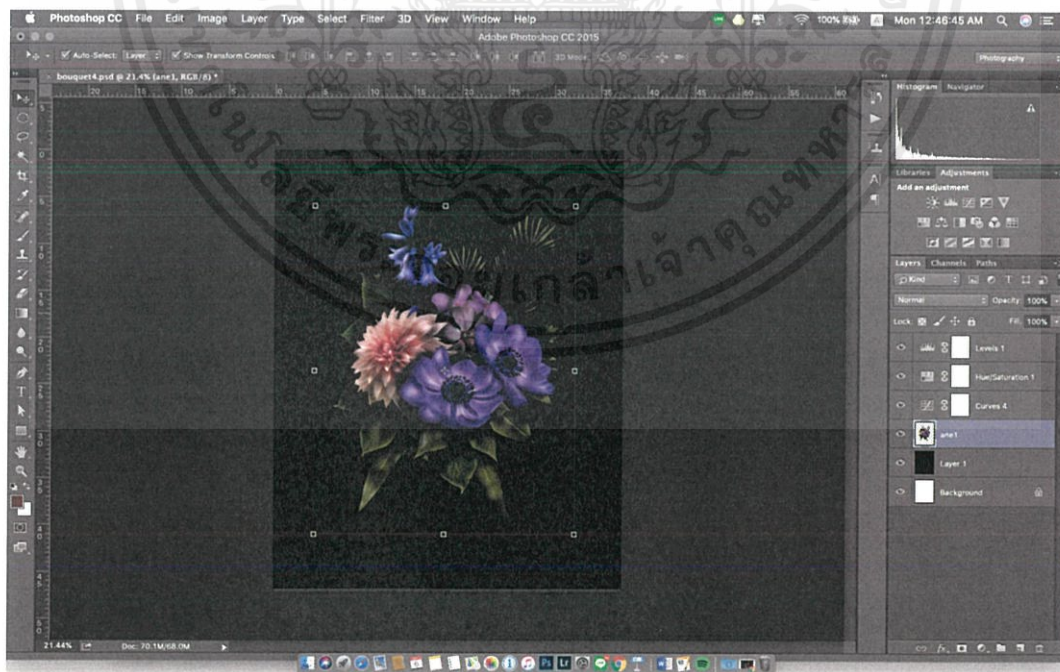 Photoshop CC File Edit Image Layer Type Select Filter 3D View Window Help
100% Mon 12:46:45 AM
Adobe Photoshop CC 2015
Auto-Select: Layer Show Transform Controls 3D Mode: Photography
bouquet4.psd @ 21.4% (ane1, RGB/8) *
Histogram Navigator
Libraries Adjustments
Add an adjustment
Layers Channels Paths
Kind
Normal Opacity: 100%
Lock: Fill: 100%
Levels 1
Hue/Saturation 1
Curves 4
ane1
Layer 1
Background
21.44% Doc: 70.1M/68.0M